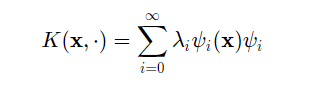 K(𝐱, ·) = ∑_{i=0}^{∞} λ_i ψ_i(𝐱) ψ_i